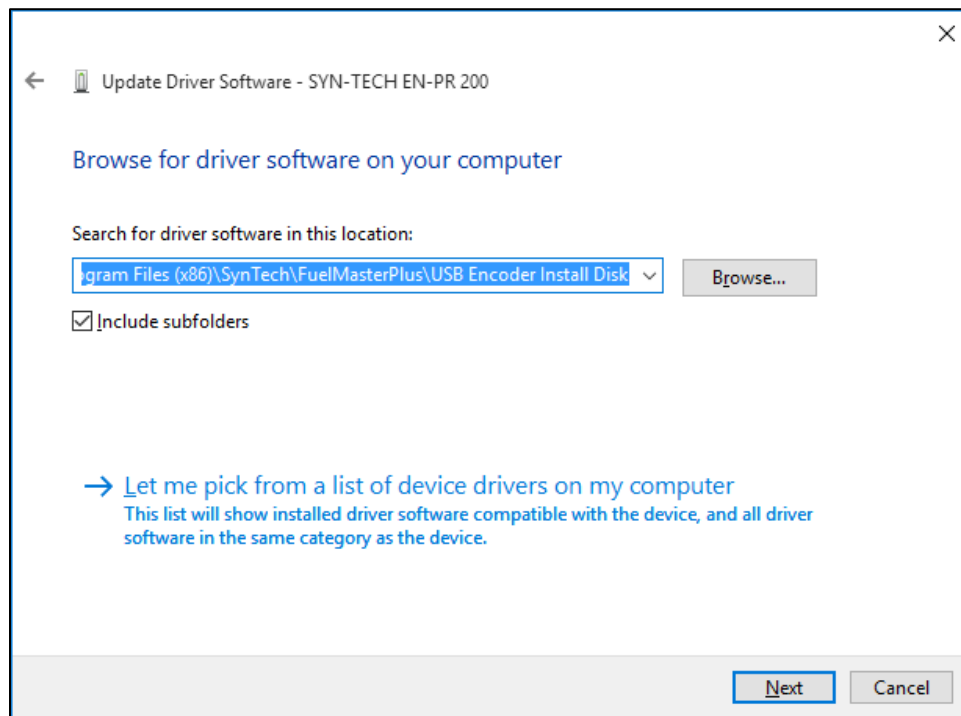 Update Driver Software - SYN-TECH EN-PR 200
Browse for driver software on your computer
Search for driver software in this location:
ogram Files (x86)\SynTech\FuelMasterPlus\USB Encoder Install Disk
Browse...
Include subfolders
Let me pick from a list of device drivers on my computer
This list will show installed driver software compatible with the device, and all driver
software in the same category as the device.
Next
Cancel